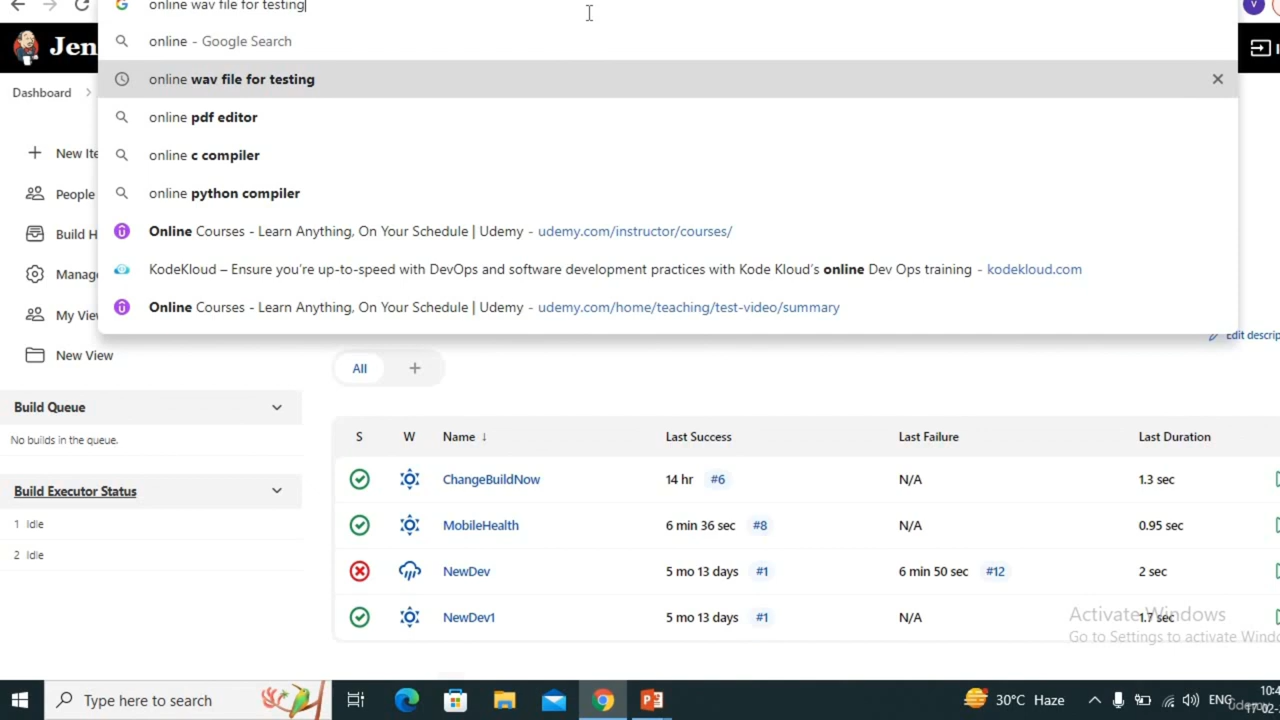 online wav file for testing
V
Jen
online - Google Search
online wav file for testing
Dashboard >
online pdf editor
+ New Ite
online c compiler
People
online python compiler
Build H
Online Courses - Learn Anything, On Your Schedule | Udemy - udemy.com/instructor/courses/
Manag
KodeKloud – Ensure you're up-to-speed with DevOps and software development practices with Kode Kloud's online Dev Ops training - kodekloud.com
My Vie
Online Courses - Learn Anything, On Your Schedule | Udemy - udemy.com/home/teaching/test-video/summary
Edit descrip
New View
All +
Build Queue
No builds in the queue.
S W Name ↓ Last Success Last Failure Last Duration
ChangeBuildNow 14 hr #6 N/A 1.3 sec
Build Executor Status
1 Idle
MobileHealth 6 min 36 sec #8 N/A 0.95 sec
2 Idle
NewDev 5 mo 13 days #1 6 min 50 sec #12 2 sec
NewDev1 5 mo 13 days #1 N/A 1.7 sec
Activate Windows
Go to Settings to activate Windo
Type here to search
30°C Haze
ENG
10:4
17-02-
udemy